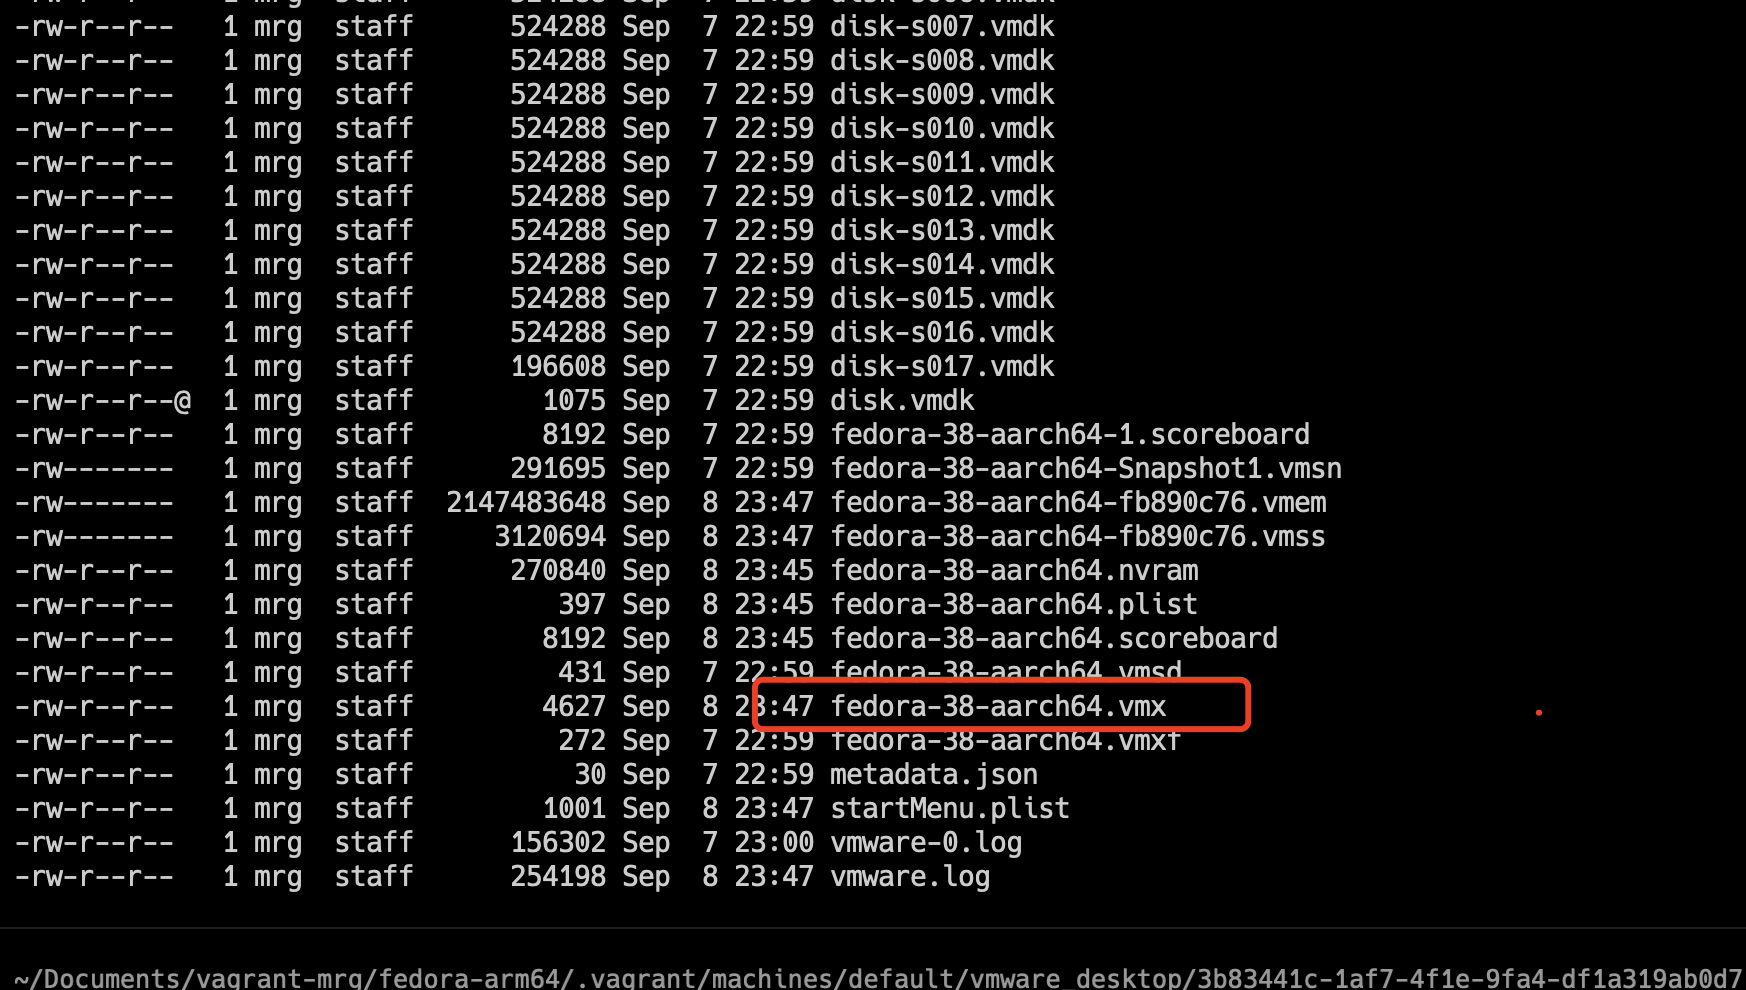 -rw-r--r--   1 mrg  staff      524288 Sep  7 22:59 disk-s007.vmdk
-rw-r--r--   1 mrg  staff      524288 Sep  7 22:59 disk-s008.vmdk
-rw-r--r--   1 mrg  staff      524288 Sep  7 22:59 disk-s009.vmdk
-rw-r--r--   1 mrg  staff      524288 Sep  7 22:59 disk-s010.vmdk
-rw-r--r--   1 mrg  staff      524288 Sep  7 22:59 disk-s011.vmdk
-rw-r--r--   1 mrg  staff      524288 Sep  7 22:59 disk-s012.vmdk
-rw-r--r--   1 mrg  staff      524288 Sep  7 22:59 disk-s013.vmdk
-rw-r--r--   1 mrg  staff      524288 Sep  7 22:59 disk-s014.vmdk
-rw-r--r--   1 mrg  staff      524288 Sep  7 22:59 disk-s015.vmdk
-rw-r--r--   1 mrg  staff      524288 Sep  7 22:59 disk-s016.vmdk
-rw-r--r--   1 mrg  staff      196608 Sep  7 22:59 disk-s017.vmdk
-rw-r--r--@  1 mrg  staff        1075 Sep  7 22:59 disk.vmdk
-rw-r--r--   1 mrg  staff        8192 Sep  7 22:59 fedora-38-aarch64-1.scoreboard
-rw-------   1 mrg  staff      291695 Sep  7 22:59 fedora-38-aarch64-Snapshot1.vmsn
-rw-------   1 mrg  staff  2147483648 Sep  8 23:47 fedora-38-aarch64-fb890c76.vmem
-rw-------   1 mrg  staff     3120694 Sep  8 23:47 fedora-38-aarch64-fb890c76.vmss
-rw-r--r--   1 mrg  staff      270840 Sep  8 23:45 fedora-38-aarch64.nvram
-rw-r--r--   1 mrg  staff         397 Sep  8 23:45 fedora-38-aarch64.plist
-rw-r--r--   1 mrg  staff        8192 Sep  8 23:45 fedora-38-aarch64.scoreboard
-rw-r--r--   1 mrg  staff         431 Sep  7 22:59 fedora-38-aarch64.vmsd
-rw-r--r--   1 mrg  staff        4627 Sep  8 23:47 fedora-38-aarch64.vmx
-rw-r--r--   1 mrg  staff         272 Sep  7 22:59 fedora-38-aarch64.vmxf
-rw-r--r--   1 mrg  staff          30 Sep  7 22:59 metadata.json
-rw-r--r--   1 mrg  staff        1001 Sep  8 23:47 startMenu.plist
-rw-r--r--   1 mrg  staff      156302 Sep  7 23:00 vmware-0.log
-rw-r--r--   1 mrg  staff      254198 Sep  8 23:47 vmware.log
~/Documents/vagrant-mrg/fedora-arm64/.vagrant/machines/default/vmware_desktop/3b83441c-1af7-4f1e-9fa4-df1a319ab0d7